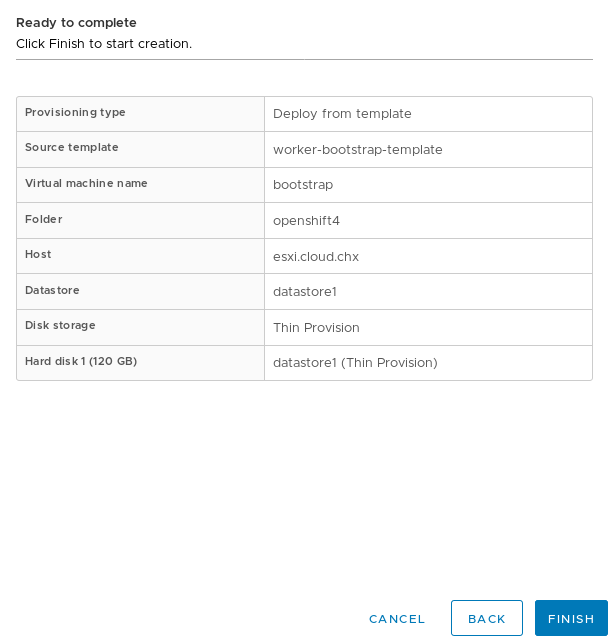 Ready to complete
Click Finish to start creation.
Provisioning type Deploy from template
Source template worker-bootstrap-template
Virtual machine name bootstrap
Folder openshift4
Host esxi.cloud.chx
Datastore datastore1
Disk storage Thin Provision
Hard disk 1 (120 GB) datastore1 (Thin Provision)
CANCEL BACK FINISH